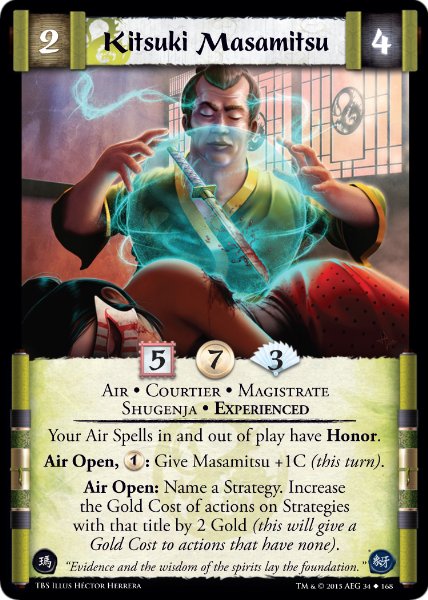 2 Kitsuki Masamitsu 4
5 7 3
Air • Courtier • Magistrate
Shugenja • Experienced
Your Air Spells in and out of play have Honor.
Air Open, 1: Give Masamitsu +1C (this turn).
Air Open: Name a Strategy. Increase
the Gold Cost of actions on Strategies
with that title by 2 Gold (this will give a
Gold Cost to actions that have none).
"Evidence and the wisdom of the spirits lay the foundation."
TBS Illus Héctor Herrera TM & © 2015 AEG 34 ◆ 168